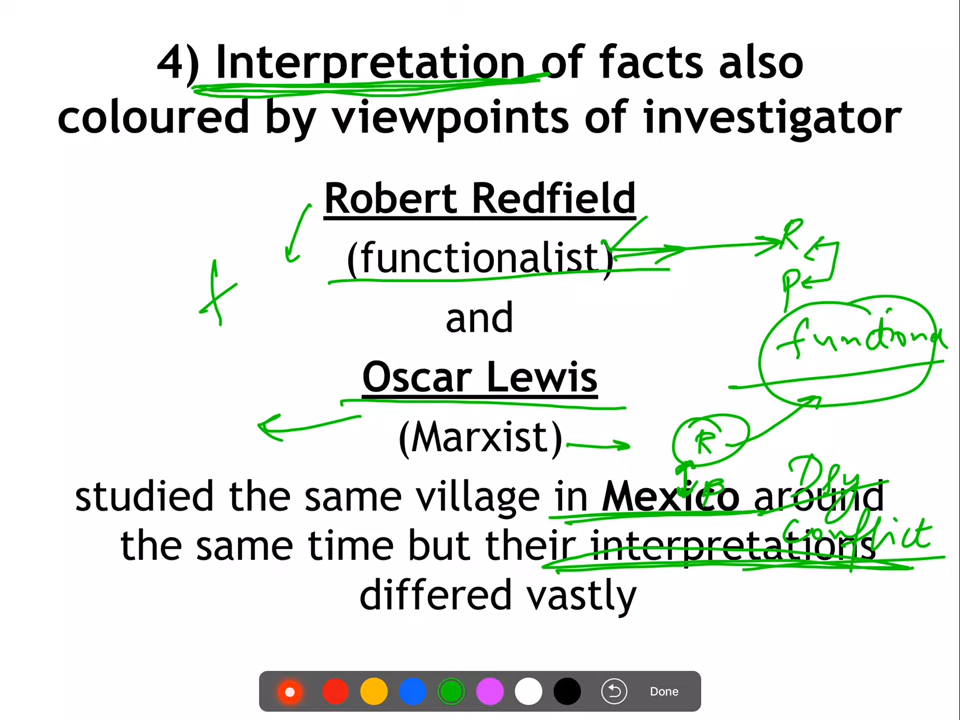 4) Interpretation of facts also
coloured by viewpoints of investigator
Robert Redfield
(functionalist)
R
P
and
functional
Oscar Lewis
(Marxist)
R
P
studied the same village in Mexico around
the same time but their interpretations
conflict
differed vastly
Done